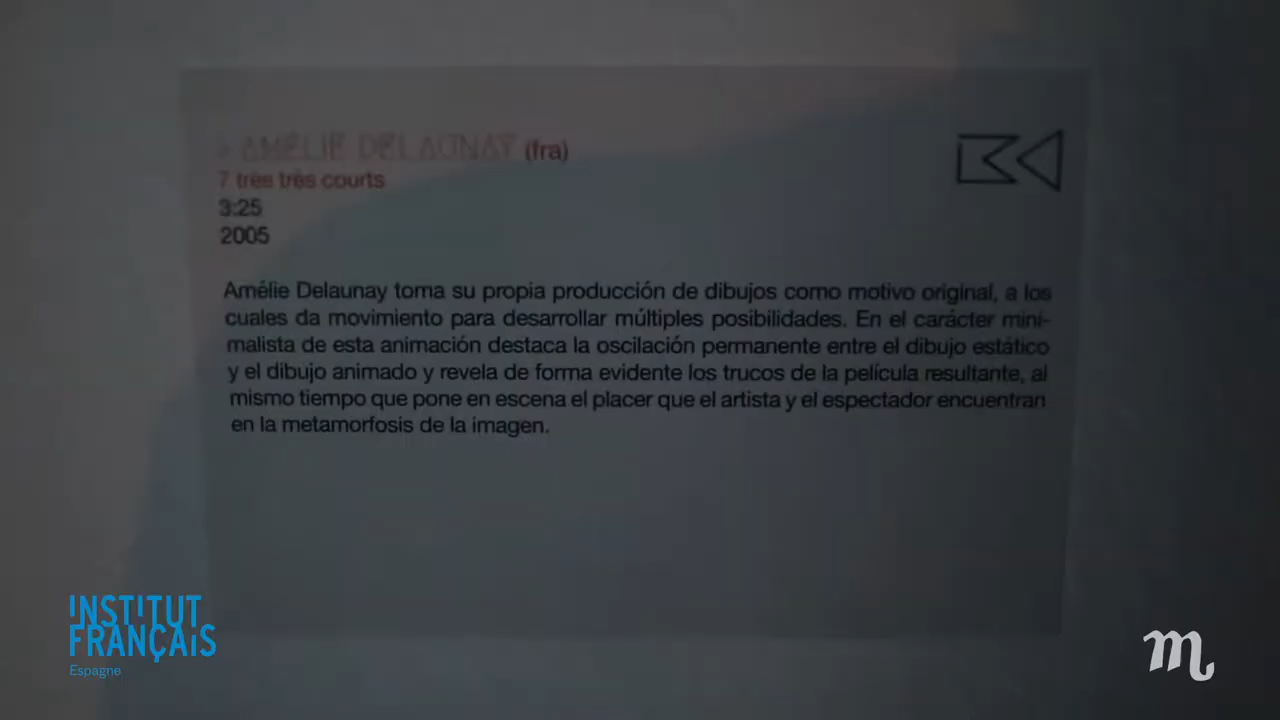 AMÉLIE DELAUNAY (fra)
7 tres très courts
3:25
2005
Amélie Delaunay toma su propia producción de dibujos como motivo original, a los
cuales da movimiento para desarrollar múltiples posibilidades. En el carácter mini-
malista de esta animación destaca la oscilación permanente entre el dibujo estático
y el dibujo animado y revela de forma evidente los trucos de la película resultante, al
mismo tiempo que pone en escena el placer que el artista y el espectador encuentran
en la metamorfosis de la imagen.
INSTITUT
FRANÇAIS
Espagne
m